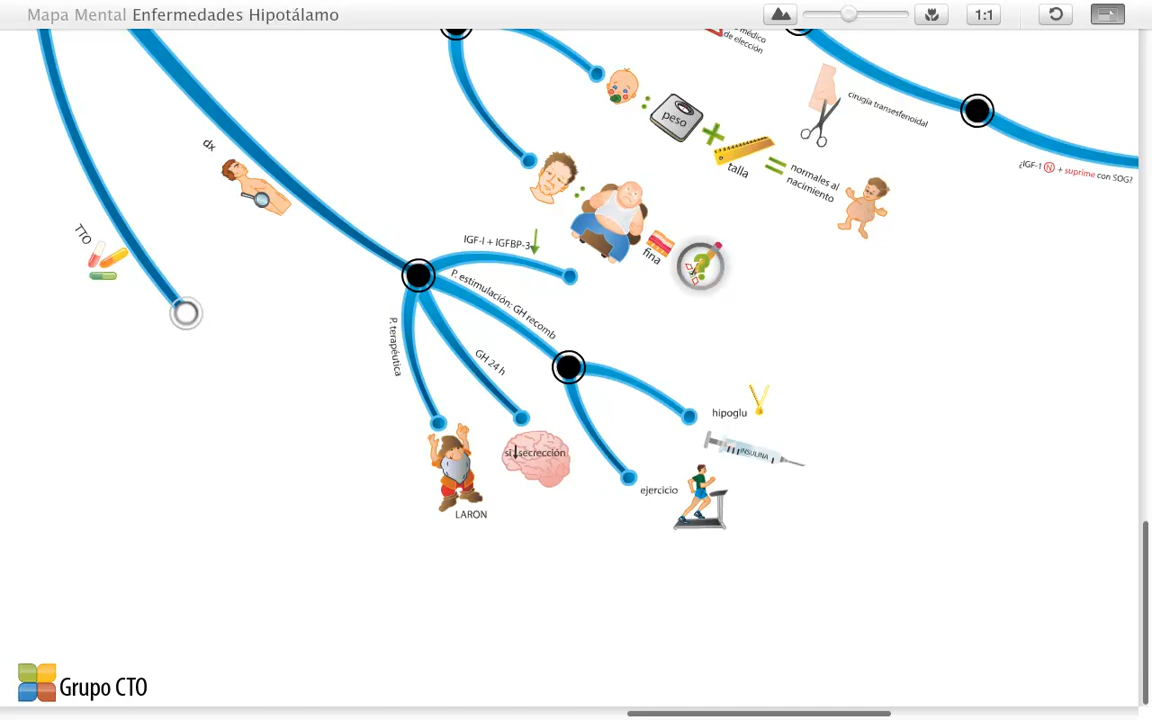 Mapa Mental Enfermedades Hipotálamo
1:1
médico
de elección
cirugía transesfenoidal
peso
talla
normales al
nacimiento
¿IGF-1 N + suprime con SOG?
dx
TTO
IGF-I + IGFBP-3
fina
?
P. estimulación: GH recomb
P. terapéutica
GH 24 h
hipoglu
INSULINA
si↓secrección
ejercicio
LARON
Grupo CTO